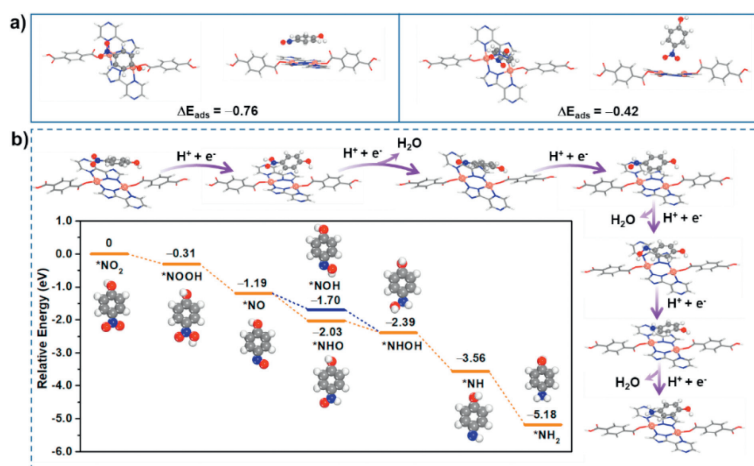 a)
ΔEads = −0.76
ΔEads = −0.42
b)
H⁺ + e⁻
H⁺ + e⁻
H₂O
H⁺ + e⁻
H₂O
H⁺ + e⁻
H⁺ + e⁻
H₂O
H⁺ + e⁻
Relative Energy (eV)
1.0
0.0
-1.0
-2.0
-3.0
-4.0
-5.0
-6.0
0
*NO₂
−0.31
*NOOH
−1.19
*NO
*NOH
−1.70
−2.03
*NHO
−2.39
*NHOH
−3.56
*NH
−5.18
*NH₂